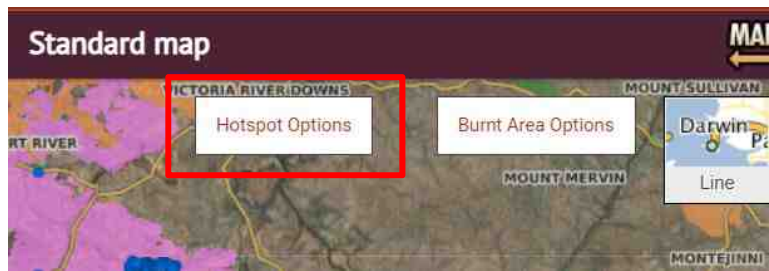 Standard map
MAP
VICTORIA RIVER DOWNS
MOUNT SULLIVAN
Hotspot Options
Burnt Area Options
Darwin
RT RIVER
MOUNT MERVIN
Line
MONTEJINNI